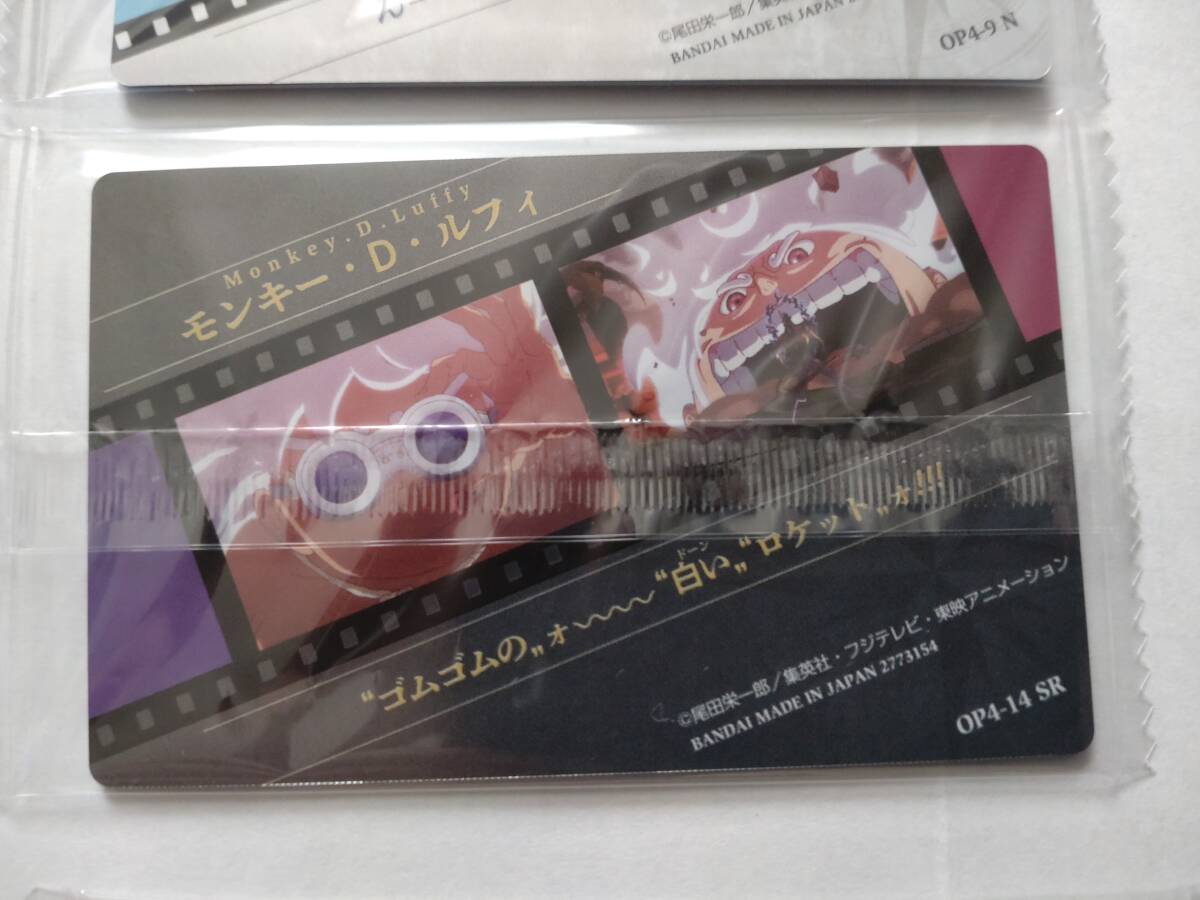 ©尾田栄一郎／集英
BANDAI MADE IN JAPAN 2
OP4-9 N
Monkey.D.Luffy
モンキー・D・ルフィ
“ゴムゴムの„ォ〰〰“白い„ロケット„ォ!!!
ドーン
©尾田栄一郎／集英社・フジテレビ・東映アニメーション
BANDAI MADE IN JAPAN 2773154
OP4-14 SR